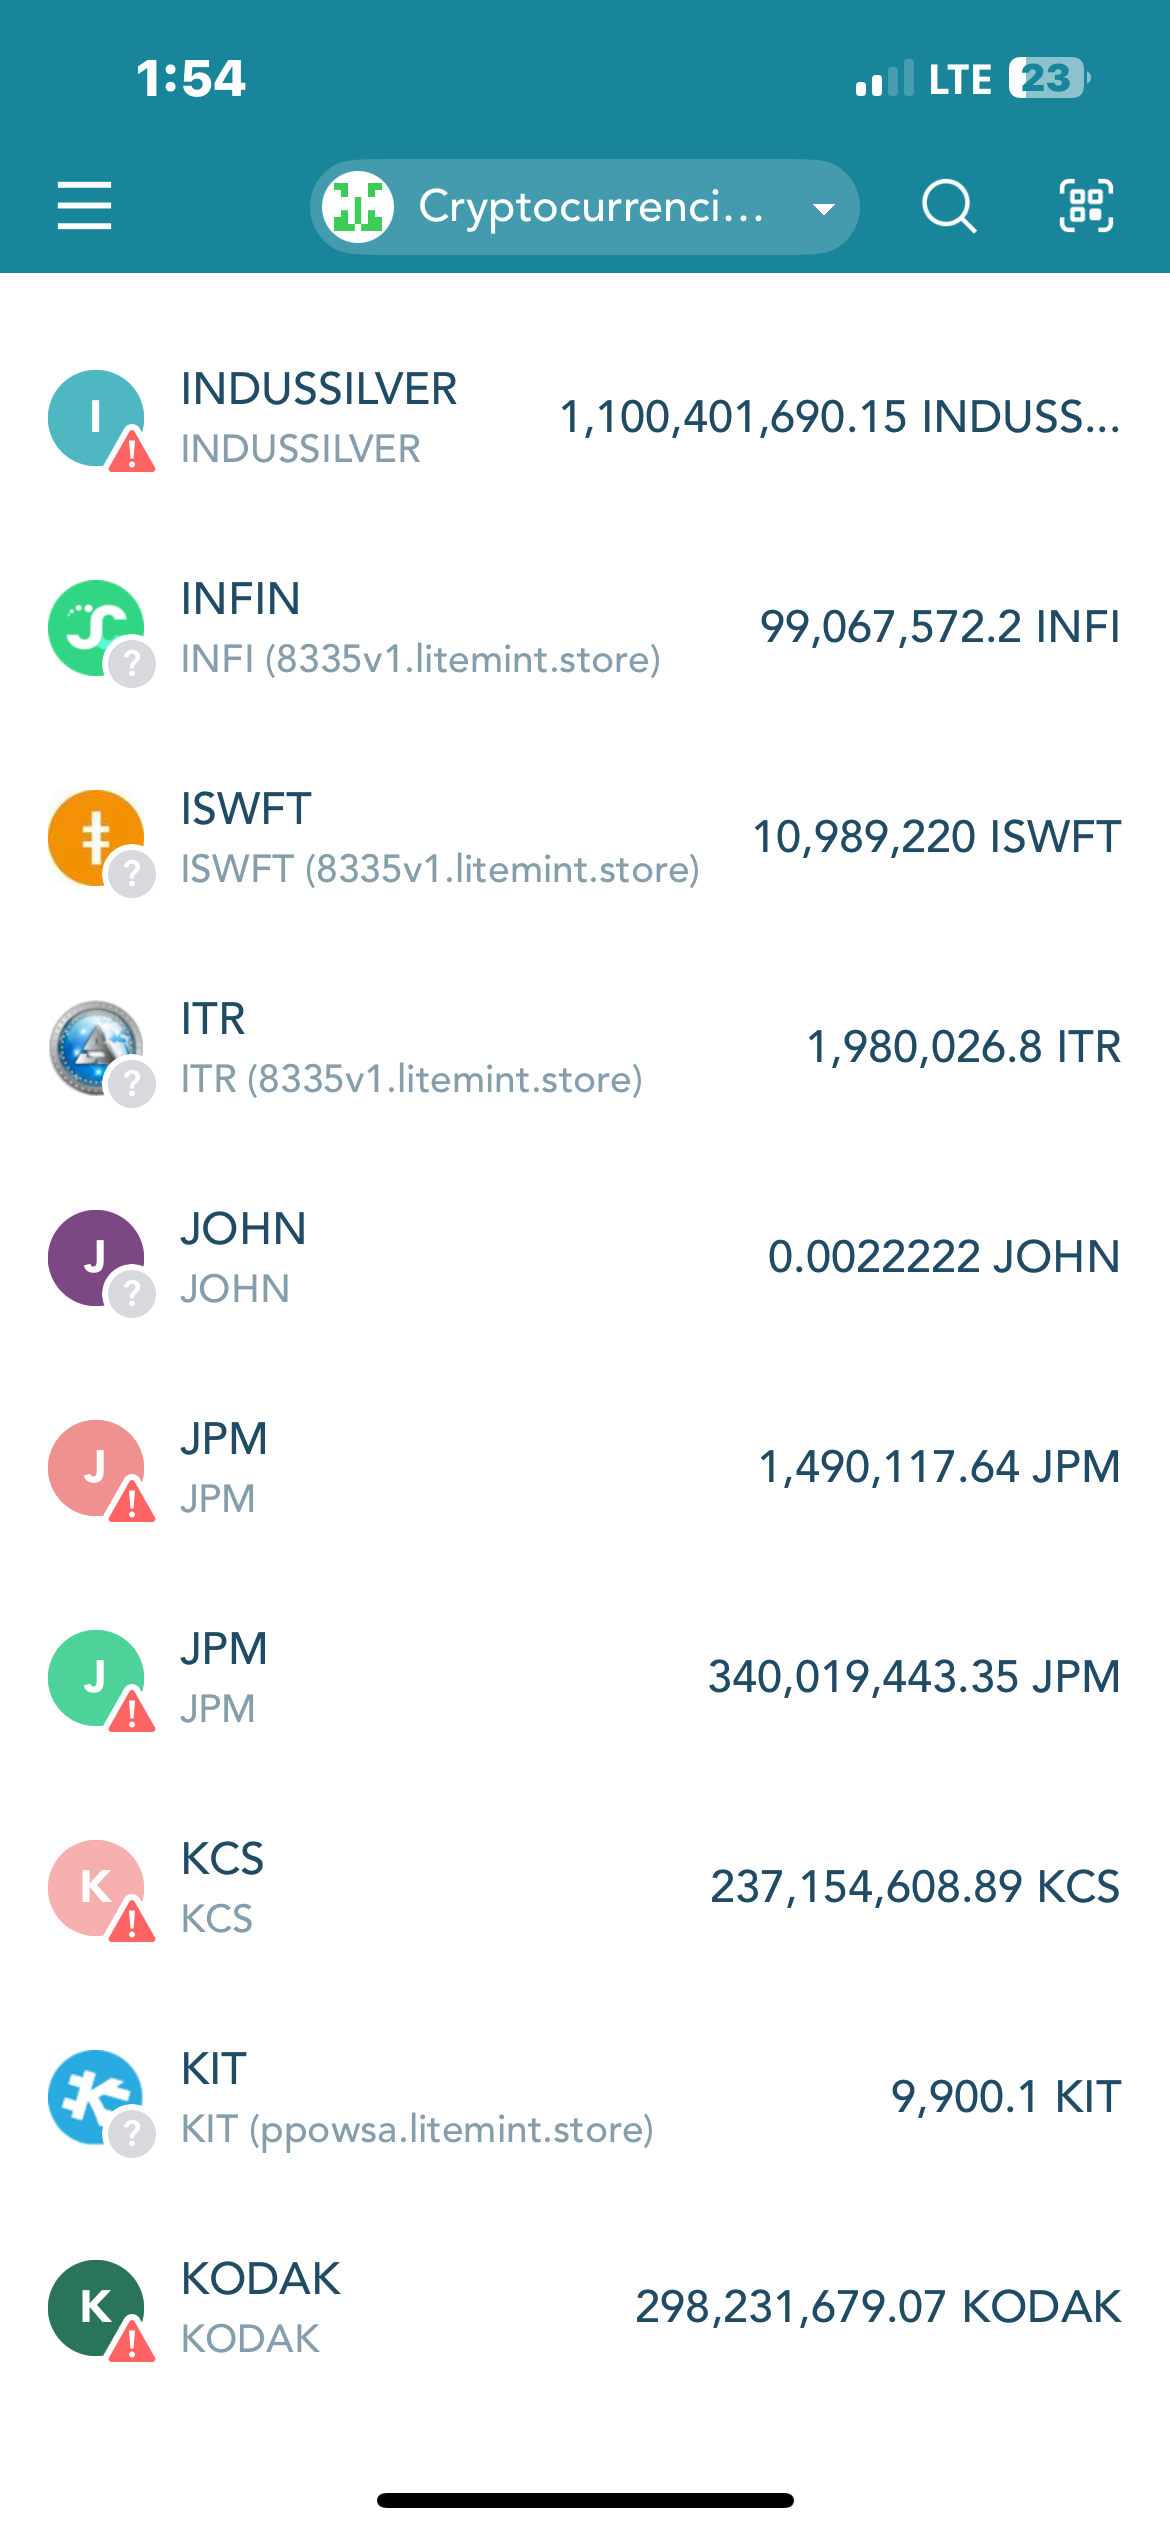 1:54
LTE 23
Cryptocurrenci...
I
INDUSSILVER
INDUSSILVER
1,100,401,690.15 INDUSS...
INFIN
INFI (8335v1.litemint.store)
99,067,572.2 INFI
?
ISWFT
ISWFT (8335v1.litemint.store)
10,989,220 ISWFT
?
ITR
ITR (8335v1.litemint.store)
1,980,026.8 ITR
?
J
JOHN
JOHN
0.0022222 JOHN
?
J
JPM
JPM
1,490,117.64 JPM
J
JPM
JPM
340,019,443.35 JPM
K
KCS
KCS
237,154,608.89 KCS
KIT
KIT (ppowsa.litemint.store)
9,900.1 KIT
?
K
KODAK
KODAK
298,231,679.07 KODAK